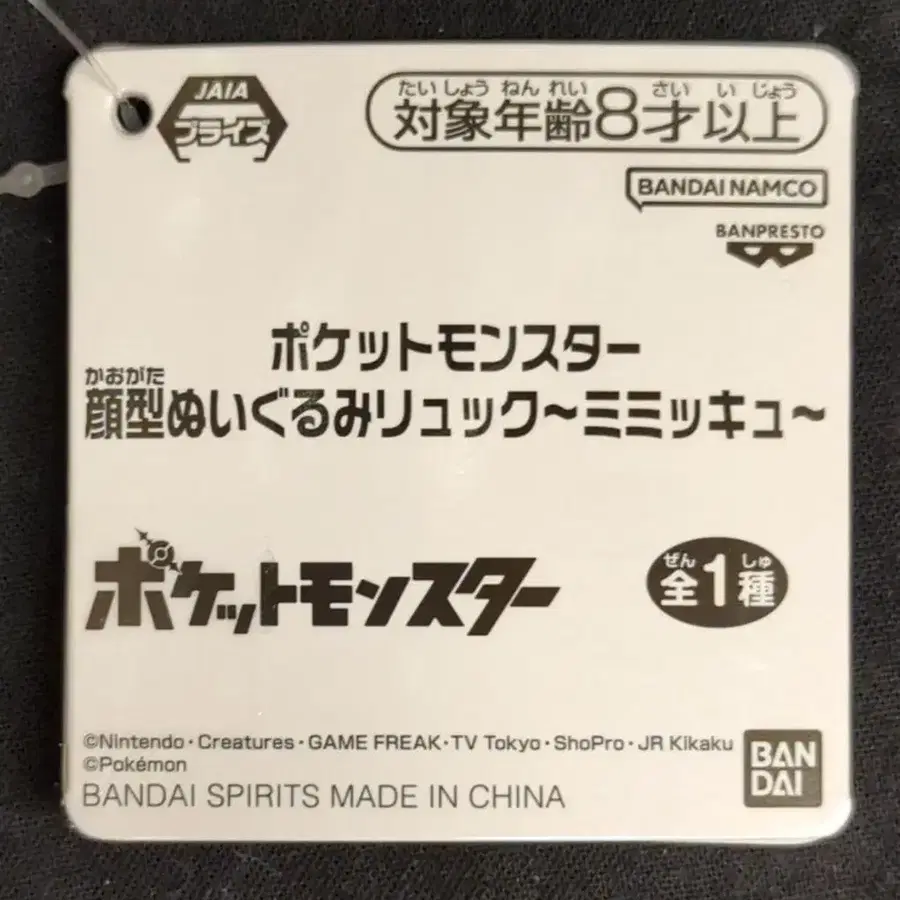 JAIA
プライズ
たいしょうねんれい さいいじょう
対象年齢8才以上
BANDAI NAMCO
BANPRESTO
ポケットモンスター
かおがた
顔型ぬいぐるみリュック～ミミッキュ～
ポケットモンスター
ぜん しゅ
全1種
©Nintendo・Creatures・GAME FREAK・TV Tokyo・ShoPro・JR Kikaku
©Pokémon
BANDAI SPIRITS MADE IN CHINA
BAN
DAI